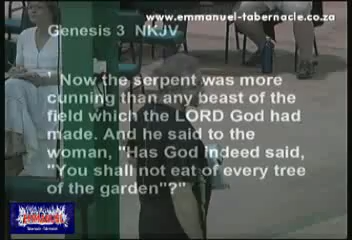 www.emmanuel-tabernacle.co.za
Genesis 3 NKJV
' Now the serpent was more
cunning than any beast of the
field which the LORD God had
made. And he said to the
woman, "Has God indeed said,
"You shall not eat of every tree
of the garden"?"